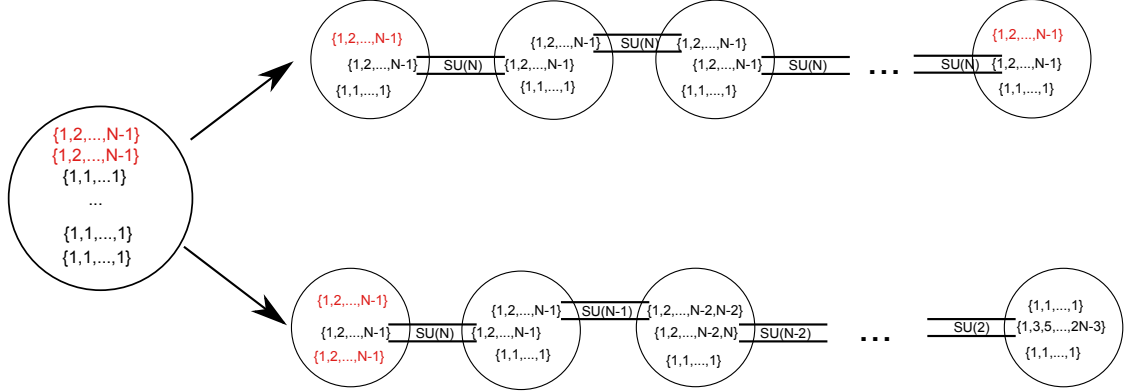 {1,2,...,N-1}
{1,2,...,N-1}
{1,1,...1}
...
{1,1,...,1}
{1,1,...,1}
{1,2,...,N-1}
{1,2,...,N-1}
{1,1,...,1}
SU(N)
{1,2,...,N-1}
{1,2,...,N-1}
{1,1,...,1}
SU(N)
{1,2,...,N-1}
{1,2,...,N-1}
{1,1,...,1}
SU(N)
...
SU(N)
{1,2,...,N-1}
{1,2,...,N-1}
{1,1,...,1}
{1,2,...,N-1}
{1,2,...,N-1}
{1,2,...,N-1}
SU(N)
{1,2,...,N-1}
{1,2,...,N-1}
{1,1,...,1}
SU(N-1)
{1,2,...,N-2,N-2}
{1,2,...,N-2,N}
{1,1,...,1}
SU(N-2)
...
SU(2)
{1,1,...,1}
{1,3,5,...,2N-3}
{1,1,...,1}